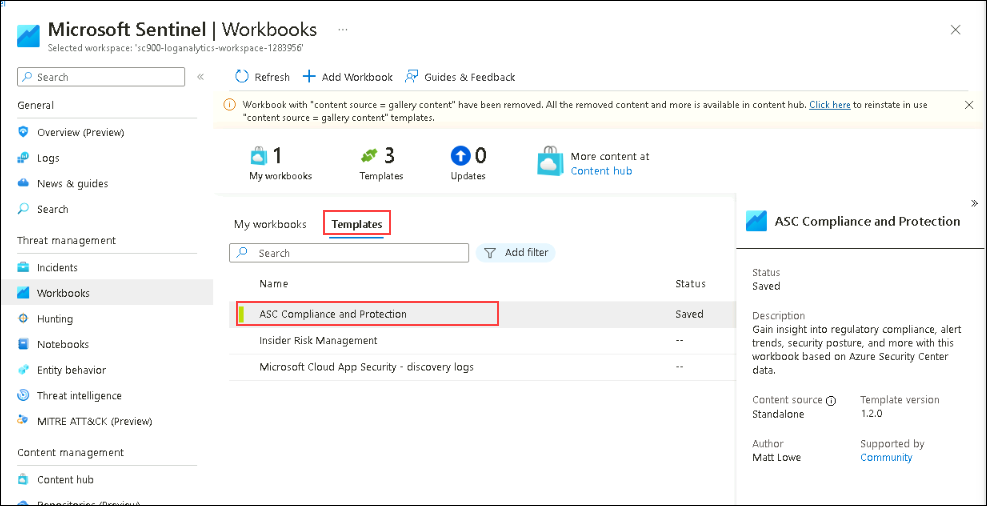 Microsoft Sentinel | Workbooks ...
Selected workspace: 'sc900-loganalytics-workspace-1283956'
Search
General
Overview (Preview)
Logs
News & guides
Search
Threat management
Incidents
Workbooks
Hunting
Notebooks
Entity behavior
Threat intelligence
MITRE ATT&CK (Preview)
Content management
Content hub
Repositories (Preview)
Refresh
Add Workbook
Guides & Feedback
Workbook with "content source = gallery content" have been removed. All the removed content and more is available in content hub. Click here to reinstate in use
"content source = gallery content" templates.
1
My workbooks
3
Templates
0
Updates
More content at
Content hub
My workbooks
Templates
Search
Add filter
Name Status
ASC Compliance and Protection Saved
Insider Risk Management --
Microsoft Cloud App Security - discovery logs --
ASC Compliance and Protection
Status
Saved
Description
Gain insight into regulatory compliance, alert
trends, security posture, and more with this
workbook based on Azure Security Center
data.
Content source Template version
Standalone 1.2.0
Author Supported by
Matt Lowe Community